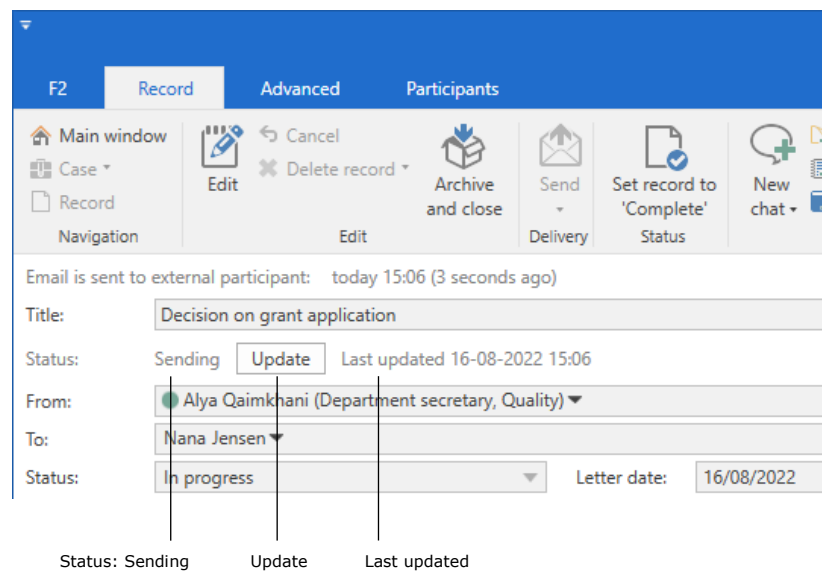 F2 Record Advanced Participants
Main window
Case
Record
Navigation
Edit
Cancel
Delete record
Archive
and close
Edit
Send
Delivery
Set record to
'Complete'
Status
New
chat
Email is sent to external participant: today 15:06 (3 seconds ago)
Title: Decision on grant application
Status: Sending Update Last updated 16-08-2022 15:06
From: Alya Qaimkhani (Department secretary, Quality)
To: Nana Jensen
Status: In progress Letter date: 16/08/2022
Status: Sending Update Last updated